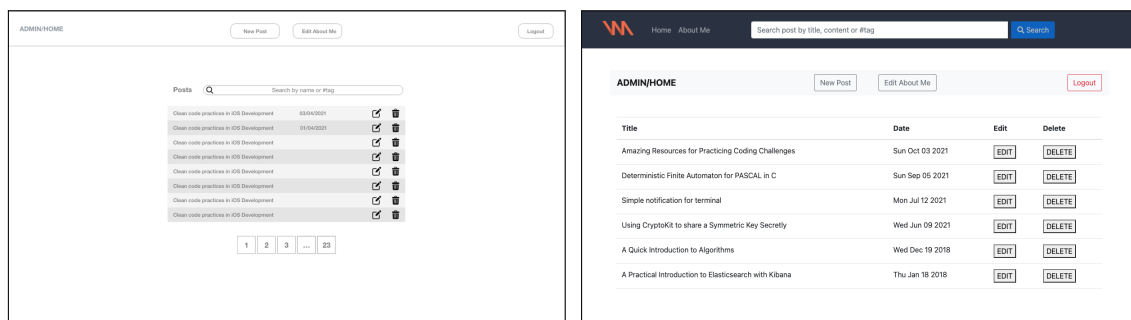 ADMIN/HOME New Post Edit About Me Logout
Posts Search by name or #tag
Clean code practices in iOS Development 03/04/2021
Clean code practices in iOS Development 01/04/2021
Clean code practices in iOS Development
Clean code practices in iOS Development
Clean code practices in iOS Development
Clean code practices in iOS Development
Clean code practices in iOS Development
Clean code practices in iOS Development
1 2 3 ... 23
Home About Me Search post by title, content or #tag Search
ADMIN/HOME New Post Edit About Me Logout
Title Date Edit Delete
Amazing Resources for Practicing Coding Challenges Sun Oct 03 2021 EDIT DELETE
Deterministic Finite Automaton for PASCAL in C Sun Sep 05 2021 EDIT DELETE
Simple notification for terminal Mon Jul 12 2021 EDIT DELETE
Using CryptoKit to share a Symmetric Key Secretly Wed Jun 09 2021 EDIT DELETE
A Quick Introduction to Algorithms Wed Dec 19 2018 EDIT DELETE
A Practical Introduction to Elasticsearch with Kibana Thu Jan 18 2018 EDIT DELETE